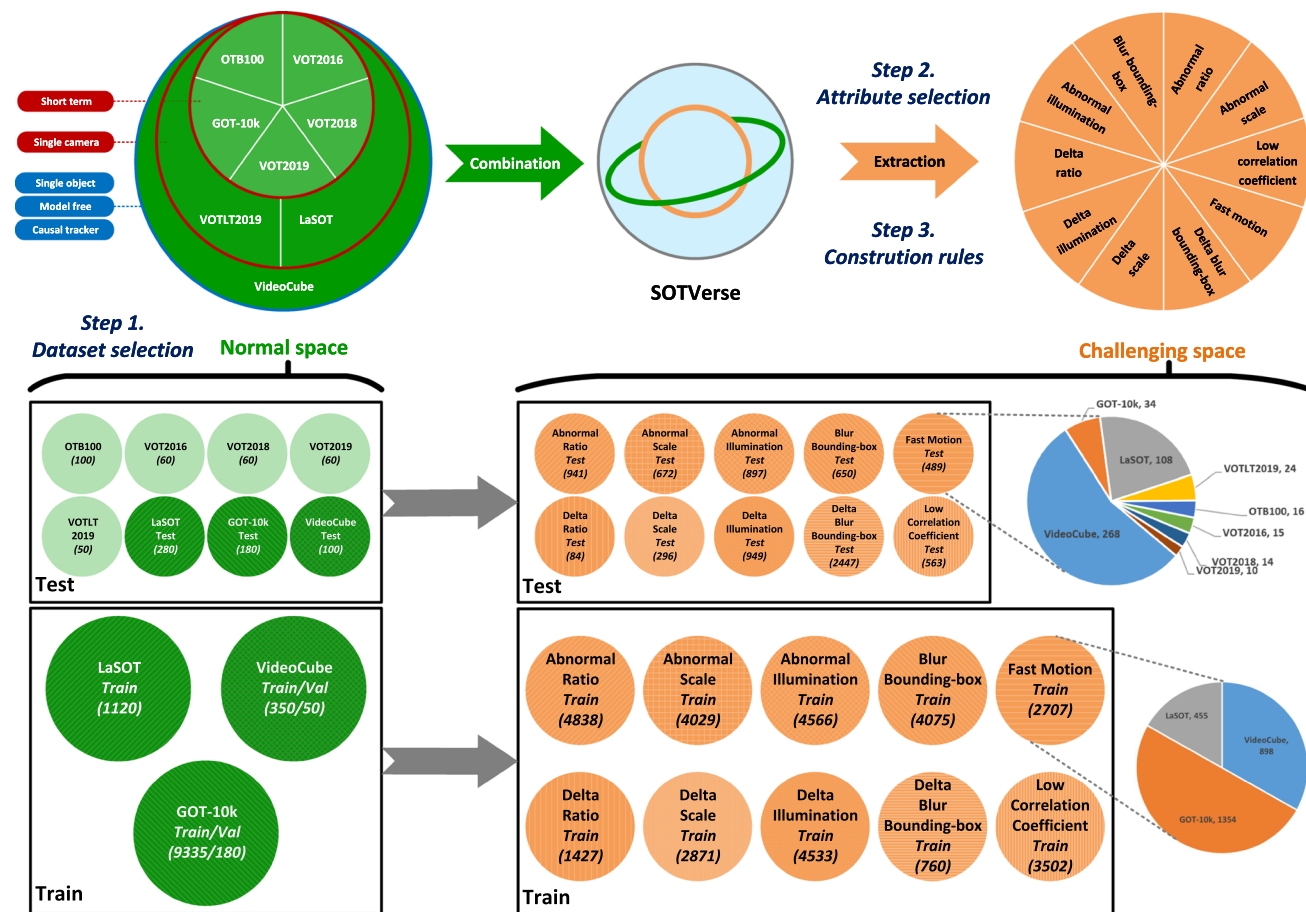 OTB100
VOT2016
GOT-10k
VOT2018
VOT2019
VOTLT2019
LaSOT
VideoCube
Short term
Single camera
Single object
Model free
Causal tracker
Combination
SOTVerse
Step 2.
Attribute selection
Extraction
Step 3.
Constrution rules
Blur bounding-
box
Abnormal
ratio
Abnormal
scale
Low
correlation
coefficient
Fast motion
Delta blur
bounding-box
Delta
scale
Delta
illumination
Delta
ratio
Abnormal
illumination
Step 1.
Dataset selection
Normal space
Challenging space
OTB100
(100)
VOT2016
(60)
VOT2018
(60)
VOT2019
(60)
VOTLT
2019
(50)
LaSOT
Test
(280)
GOT-10k
Test
(180)
VideoCube
Test
(100)
Test
Abnormal
Ratio
Test
(941)
Abnormal
Scale
Test
(672)
Abnormal
Illumination
Test
(897)
Blur
Bounding-box
Test
(650)
Fast Motion
Test
(489)
Delta
Ratio
Test
(84)
Delta
Scale
Test
(296)
Delta
Illumination
Test
(949)
Delta
Blur
Bounding-box
Test
(2447)
Low
Correlation
Coefficient
Test
(563)
Test
GOT-10k, 34
LaSOT, 108
VOTLT2019, 24
OTB100, 16
VOT2016, 15
VOT2018, 14
VOT2019, 10
VideoCube, 268
LaSOT
Train
(1120)
VideoCube
Train/Val
(350/50)
GOT-10k
Train/Val
(9335/180)
Train
Abnormal
Ratio
Train
(4838)
Abnormal
Scale
Train
(4029)
Abnormal
Illumination
Train
(4566)
Blur
Bounding-box
Train
(4075)
Fast Motion
Train
(2707)
Delta
Ratio
Train
(1427)
Delta
Scale
Train
(2871)
Delta
Illumination
Train
(4533)
Delta
Blur
Bounding-box
Train
(760)
Low
Correlation
Coefficient
Train
(3502)
Train
LaSOT, 455
VideoCube,
898
GOT-10k, 1354